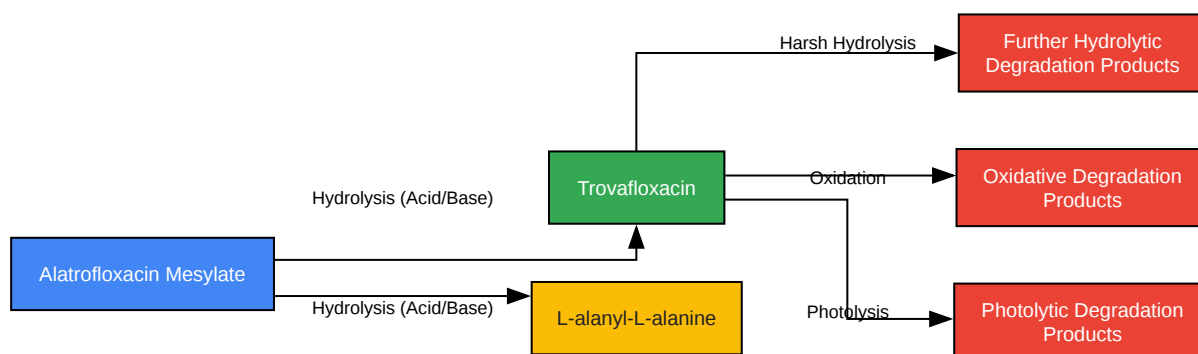 Harsh Hydrolysis
Further Hydrolytic
Degradation Products
Trovafloxacin
Oxidation
Oxidative Degradation
Products
Hydrolysis (Acid/Base)
Alatrofloxacin Mesylate
Hydrolysis (Acid/Base)
L-alanyl-L-alanine
Photolysis
Photolytic Degradation
Products